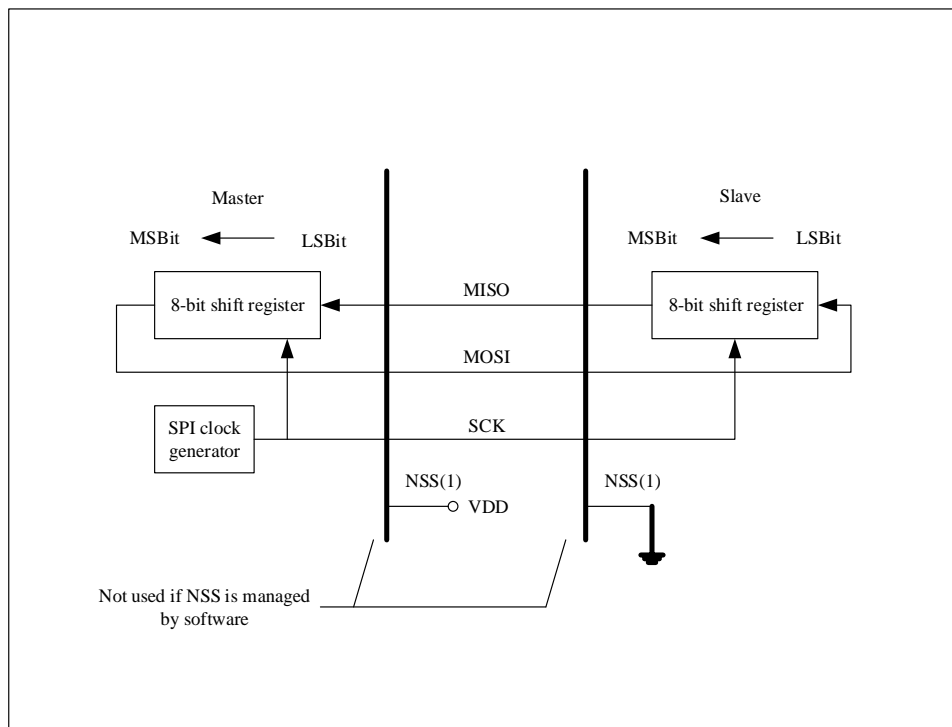 Master
Slave
MSBit
LSBit
MSBit
LSBit
8-bit shift register
MISO
8-bit shift register
MOSI
SPI clock
generator
SCK
NSS(1)
VDD
NSS(1)
Not used if NSS is managed
by software